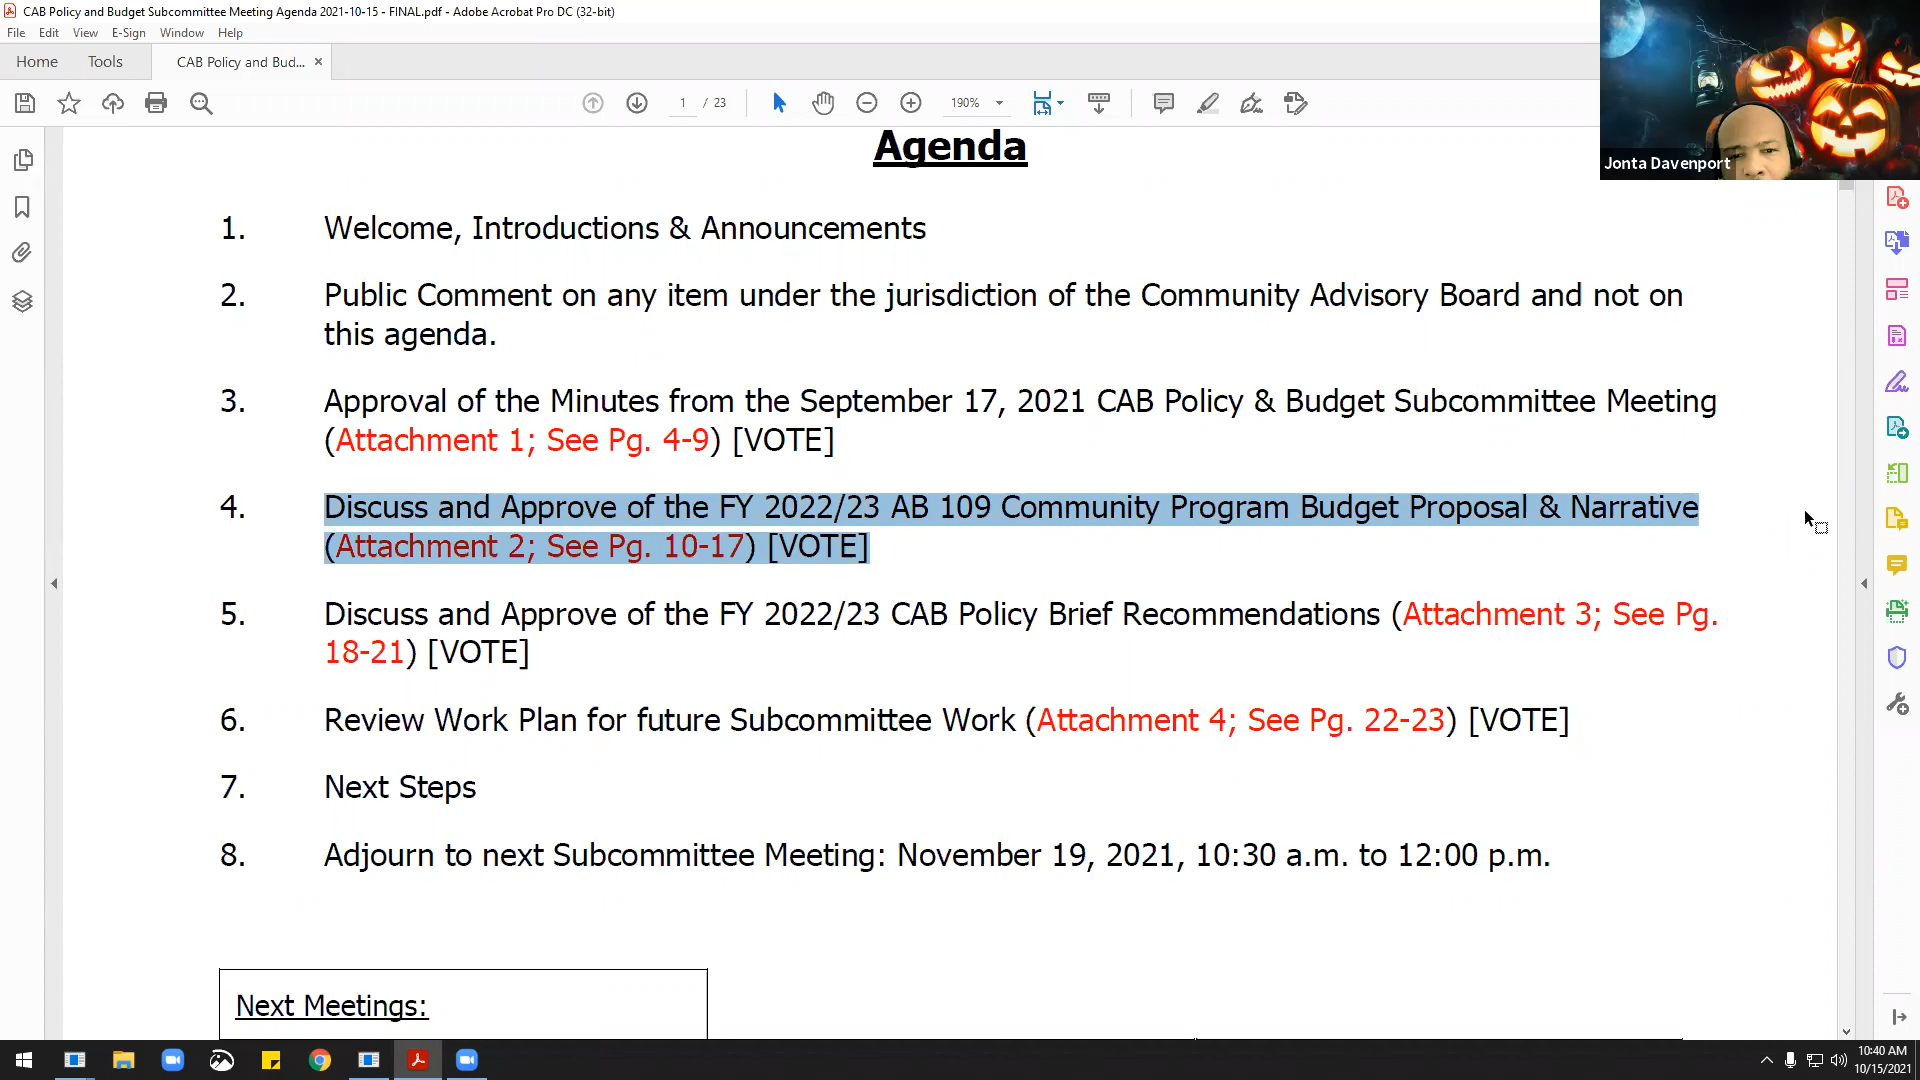 CAB Policy and Budget Subcommittee Meeting Agenda 2021-10-15 - FINAL.pdf - Adobe Acrobat Pro DC (32-bit)
File Edit View E-Sign Window Help
Home Tools CAB Policy and Bud... ×
1 / 23 190%
Jonta Davenport
Agenda
1. Welcome, Introductions & Announcements
2. Public Comment on any item under the jurisdiction of the Community Advisory Board and not on
this agenda.
3. Approval of the Minutes from the September 17, 2021 CAB Policy & Budget Subcommittee Meeting
(Attachment 1; See Pg. 4-9) [VOTE]
4. Discuss and Approve of the FY 2022/23 AB 109 Community Program Budget Proposal & Narrative
(Attachment 2; See Pg. 10-17) [VOTE]
5. Discuss and Approve of the FY 2022/23 CAB Policy Brief Recommendations (Attachment 3; See Pg.
18-21) [VOTE]
6. Review Work Plan for future Subcommittee Work (Attachment 4; See Pg. 22-23) [VOTE]
7. Next Steps
8. Adjourn to next Subcommittee Meeting: November 19, 2021, 10:30 a.m. to 12:00 p.m.
Next Meetings:
10:40 AM
10/15/2021